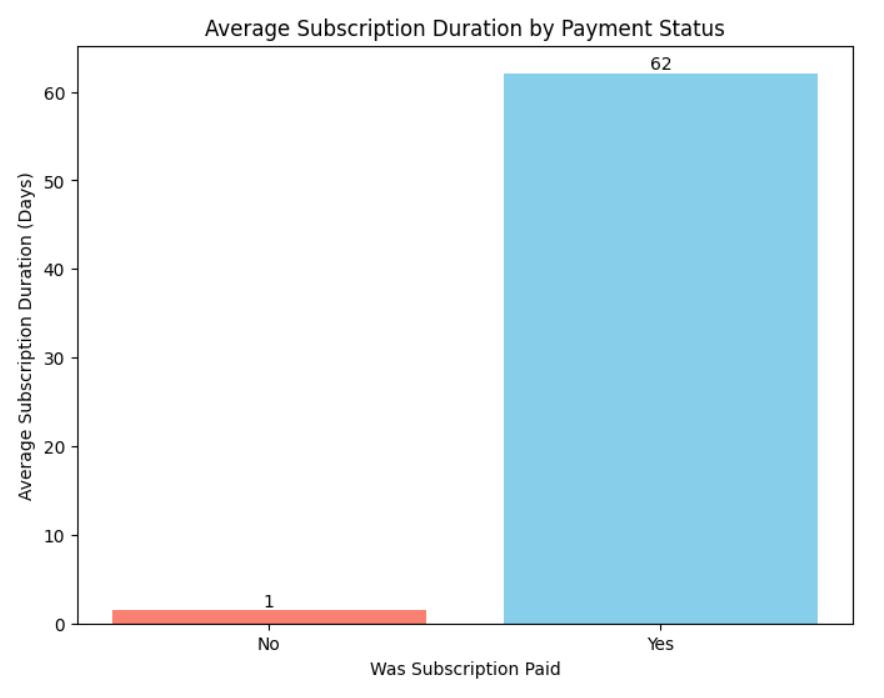 Average Subscription Duration by Payment Status
Average Subscription Duration (Days)
60
50
40
30
20
10
0
62
1
No
Yes
Was Subscription Paid